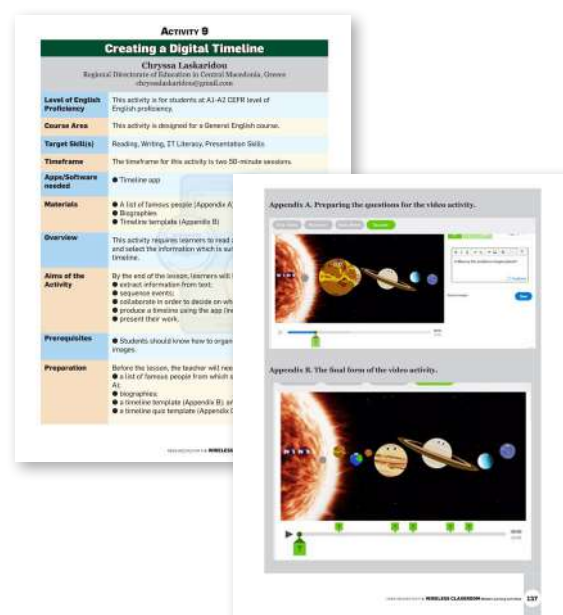 ACTIVITY 9
Creating a Digital Timeline
Chryssa Laskaridou
Regional Directorate of Education in Central Macedonia, Greece
chryssalaskaridou@gmail.com
Level of English
Proficiency
This activity is for students at A1-A2 CEFR level of
English proficiency.
Course Area
This activity is designed for a General English course.
Target Skill(s)
Reading, Writing, IT Literacy, Presentation Skills
Timeframe
The timeframe for this activity is two 50-minute sessions.
Apps/Software
needed
● Timeline app
Materials
● A list of famous people (Appendix A)
● Biographies
● Timeline template (Appendix B)
Overview
This activity requires learners to read
and select the information which is
timeline.
Aims of the
Activity
By the end of the lesson, learners will
● extract information from text;
● sequence events;
● collaborate in order to decide on
● produce a timeline using the app
● present their work.
Prerequisites
● Students should know how to
images.
Preparation
Before the lesson, the teacher will
● a list of famous people from which
A);
● biographies;
● a timeline template (Appendix B)
● a timeline quiz template (Appendix
Appendix A. Preparing the questions for the video activity.
Appendix B. The final form of the video activity.
WIRELESS CLASSROOM
137